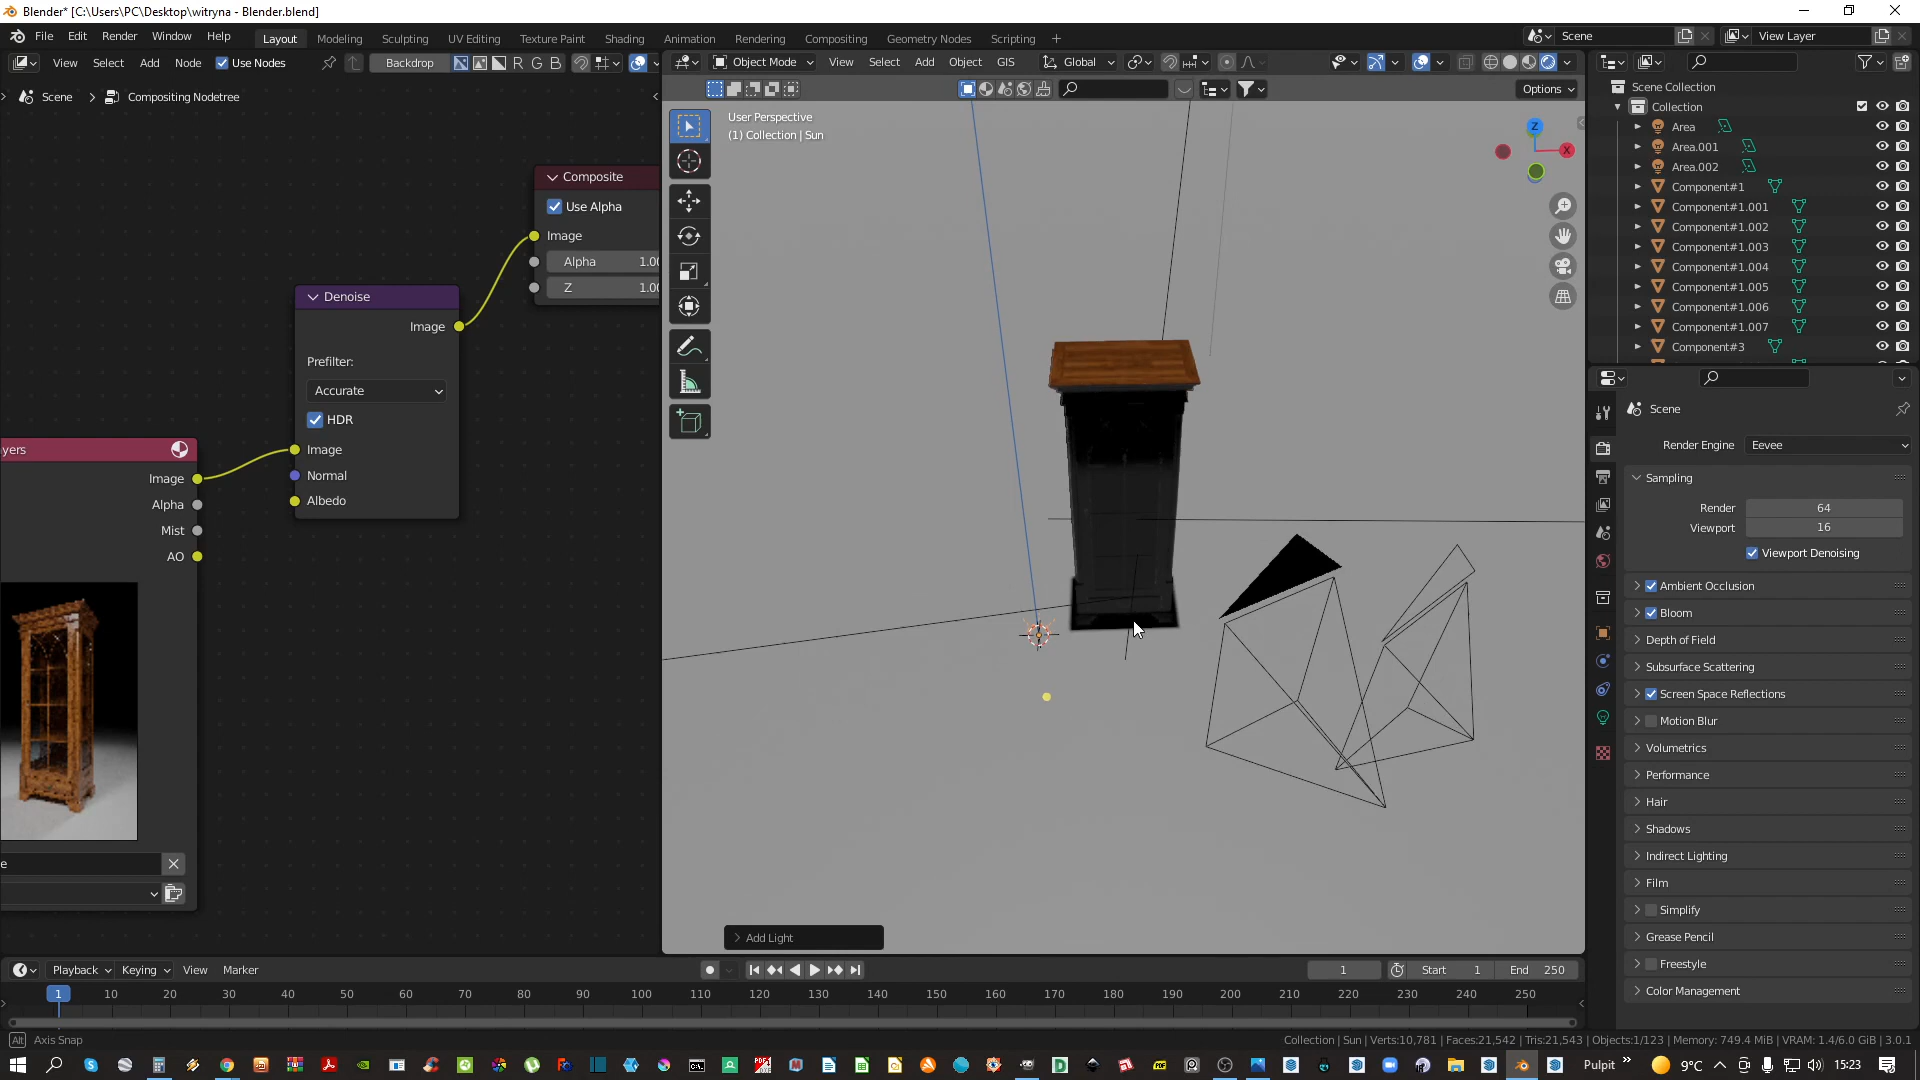 Blender* [C:\Users\PC\Desktop\witryna - Blender.blend]
File Edit Render Window Help
Layout Modeling Sculpting UV Editing Texture Paint Shading Animation Rendering Compositing Geometry Nodes Scripting +
Scene
View Layer
View Select Add Node Use Nodes Backdrop R G B
Object Mode View Select Add Object GIS Global
Options
Scene > Compositing Nodetree
User Perspective
(1) Collection | Sun
Z
X
Composite
Use Alpha
Image
Alpha 1.00
Z 1.00
Denoise
Image
Prefilter:
Accurate
HDR
Image
Normal
Albedo
yers
Image
Alpha
Mist
AO
e
Add Light
Scene Collection
Collection
Area
Area.001
Area.002
Component#1
Component#1.001
Component#1.002
Component#1.003
Component#1.004
Component#1.005
Component#1.006
Component#1.007
Component#3
Scene
Render Engine Eevee
Sampling
Render 64
Viewport 16
Viewport Denoising
Ambient Occlusion
Bloom
Depth of Field
Subsurface Scattering
Screen Space Reflections
Motion Blur
Volumetrics
Performance
Hair
Shadows
Indirect Lighting
Film
Simplify
Grease Pencil
Freestyle
Color Management
Playback Keying View Marker
1 Start 1 End 250
1 10 20 30 40 50 60 70 80 90 100 110 120 130 140 150 160 170 180 190 200 210 220 230 240 250
Alt Axis Snap
Collection | Sun | Verts:10,781 | Faces:21,542 | Tris:21,543 | Objects:1/123 | Memory: 749.4 MiB | VRAM: 1.4/6.0 GiB | 3.0.1
Pulpit » 9°C 15:23